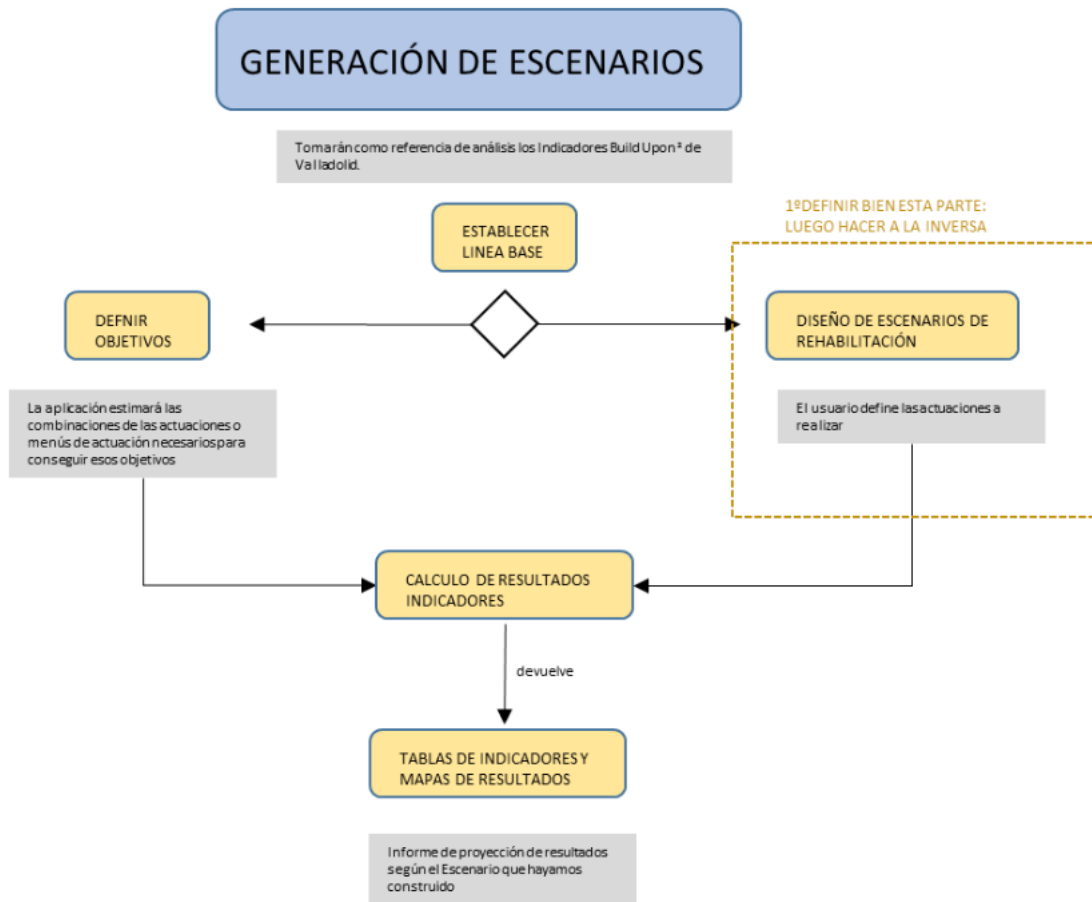 GENERACIÓN DE ESCENARIOS
Tomarán como referencia de análisis los Indicadores Build Upon² de
Valladolid.
1ºDEFINIR BIEN ESTA PARTE:
LUEGO HACER A LA INVERSA
ESTABLECER
LINEA BASE
DEFNIR
OBJETIVOS
DISEÑO DE ESCENARIOS DE
REHABILITACIÓN
La aplicación estimará las
combinaciones de las actuaciones o
menús de actuación necesarios para
conseguir esos objetivos
El usuario define las actuaciones a
realizar
CALCULO DE RESULTADOS
INDICADORES
devuelve
TABLAS DE INDICADORES Y
MAPAS DE RESULTADOS
Informe de proyección de resultados
según el Escenario que hayamos
construido